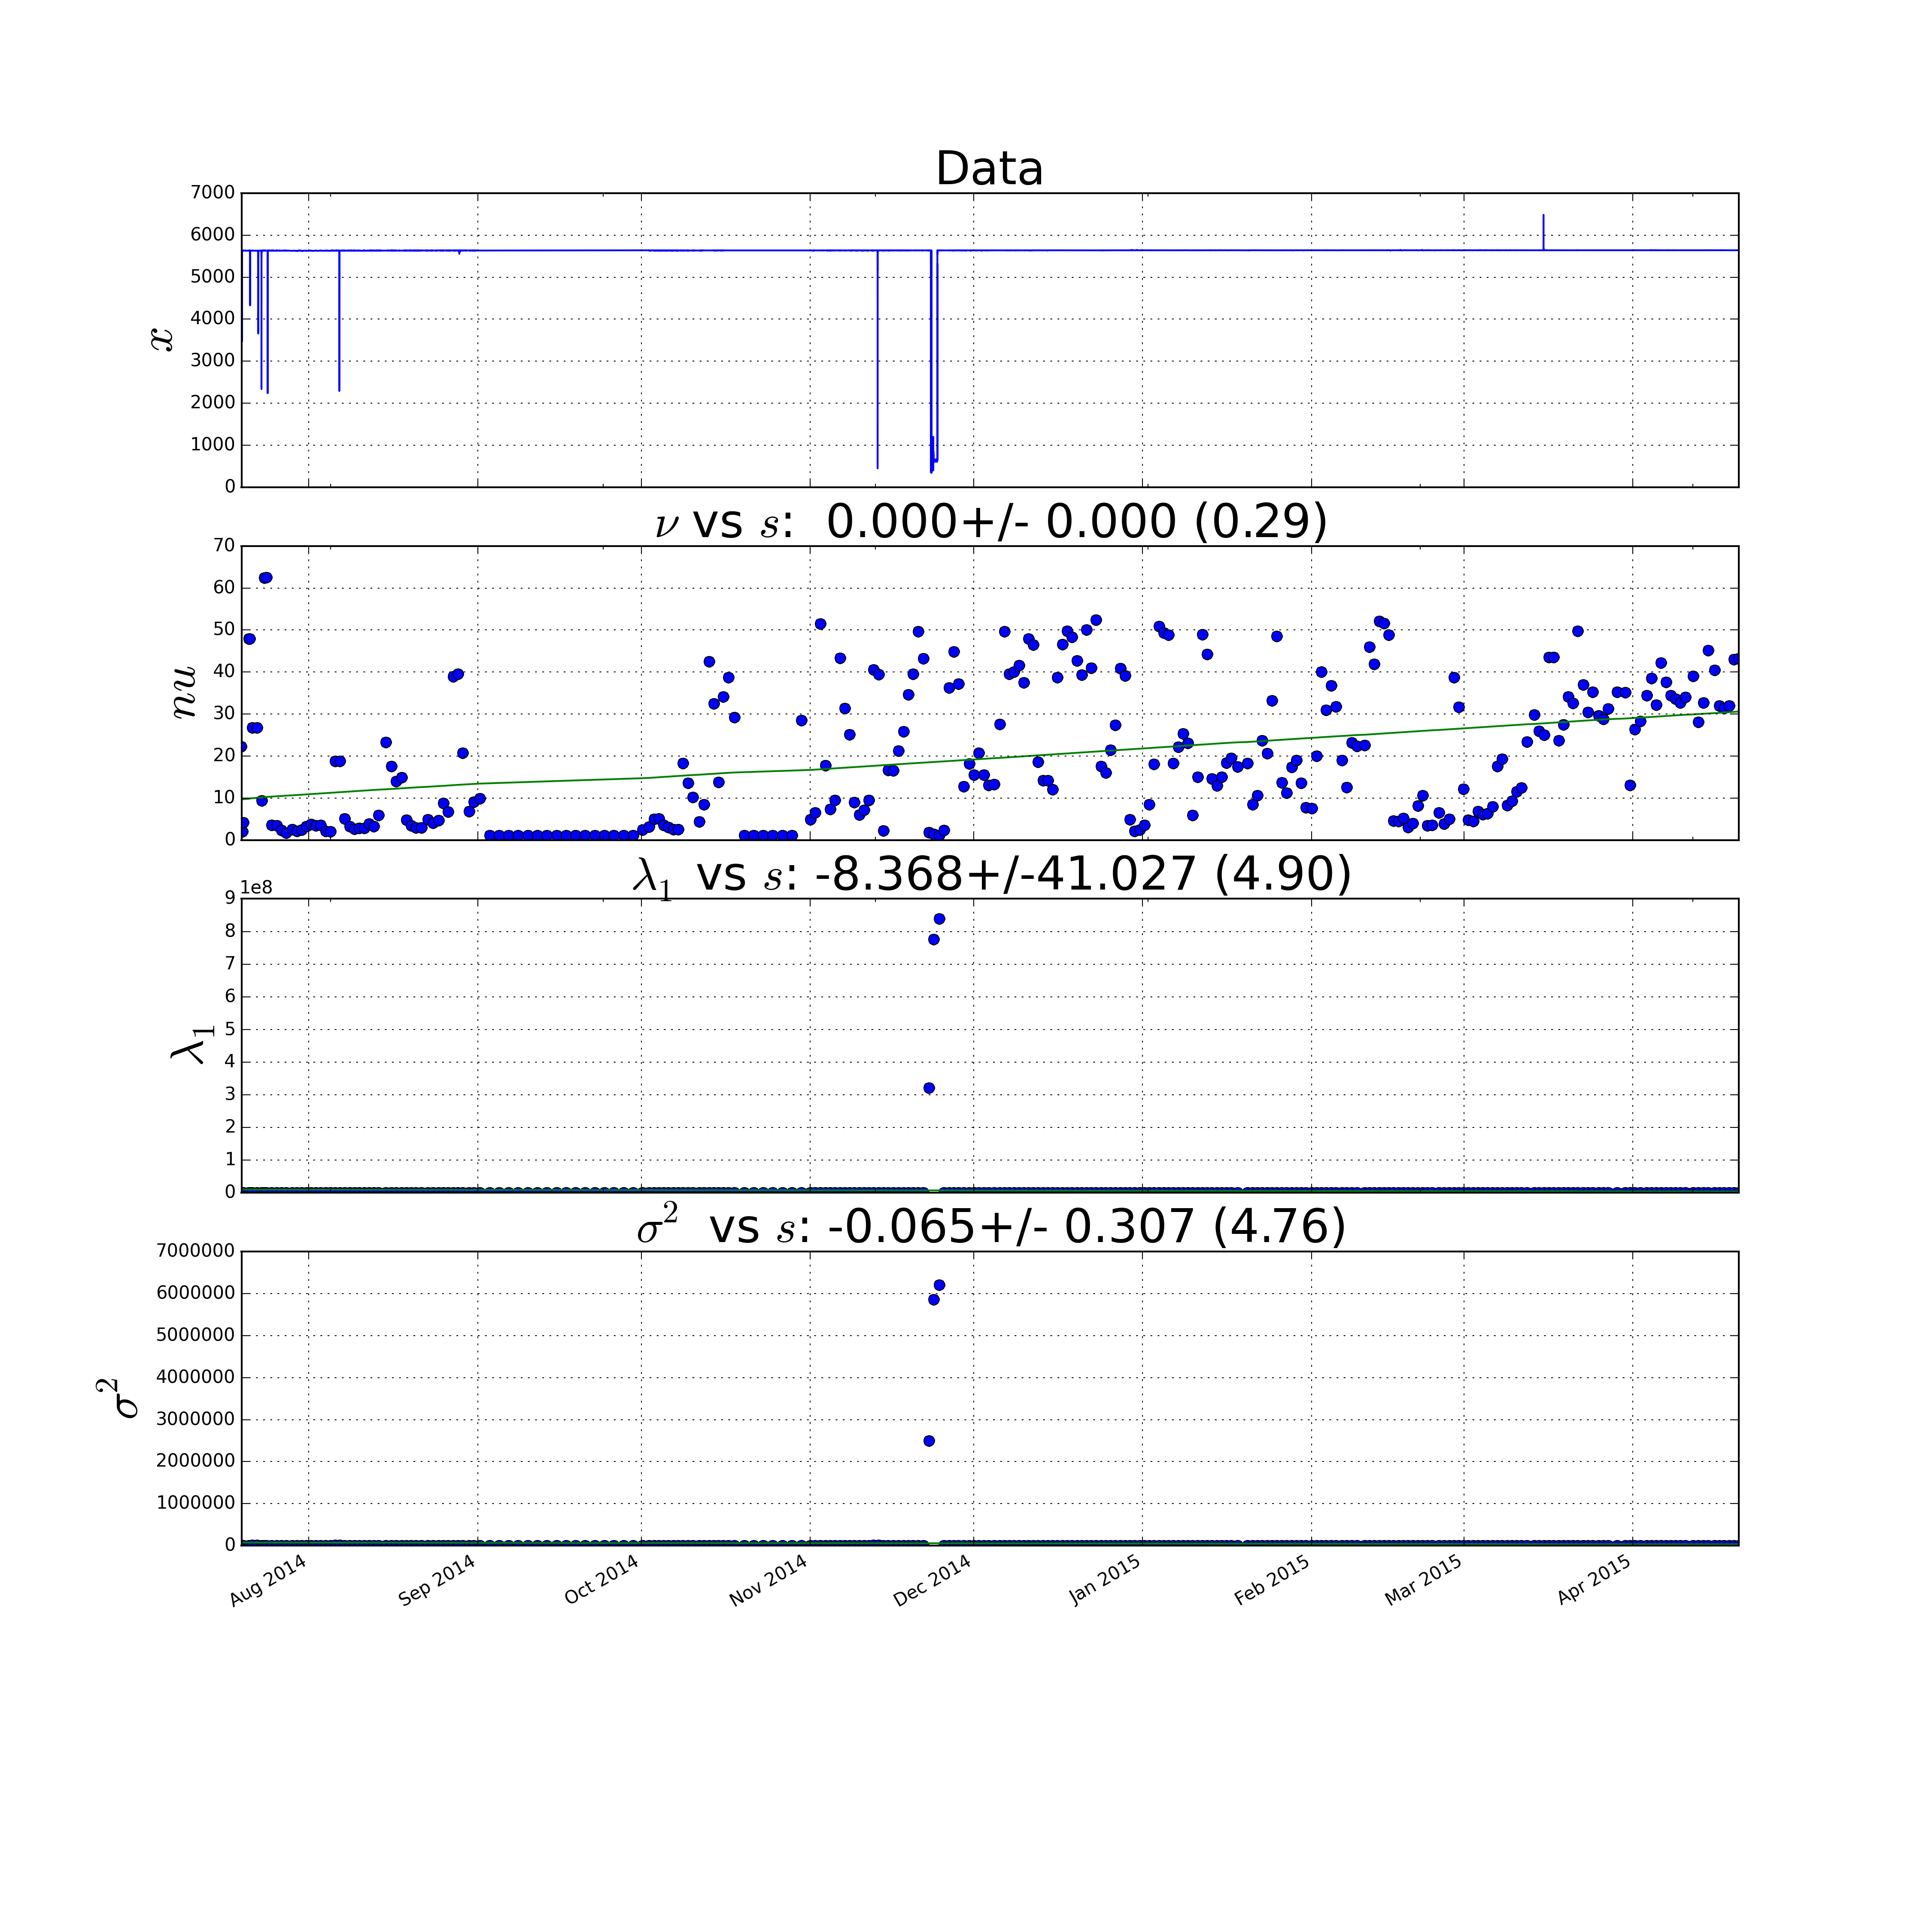 Data
7000
6000
5000
4000
3000
2000
1000
0
x
ν vs s: 0.000+/- 0.000 (0.29)
70
60
50
40
30
20
10
0
nu
λ₁ vs s: -8.368+/-41.027 (4.90)
1e8
9
8
7
6
5
4
3
2
1
0
λ₁
σ² vs s: -0.065+/- 0.307 (4.76)
7000000
6000000
5000000
4000000
3000000
2000000
1000000
0
σ²
Aug 2014
Sep 2014
Oct 2014
Nov 2014
Dec 2014
Jan 2015
Feb 2015
Mar 2015
Apr 2015